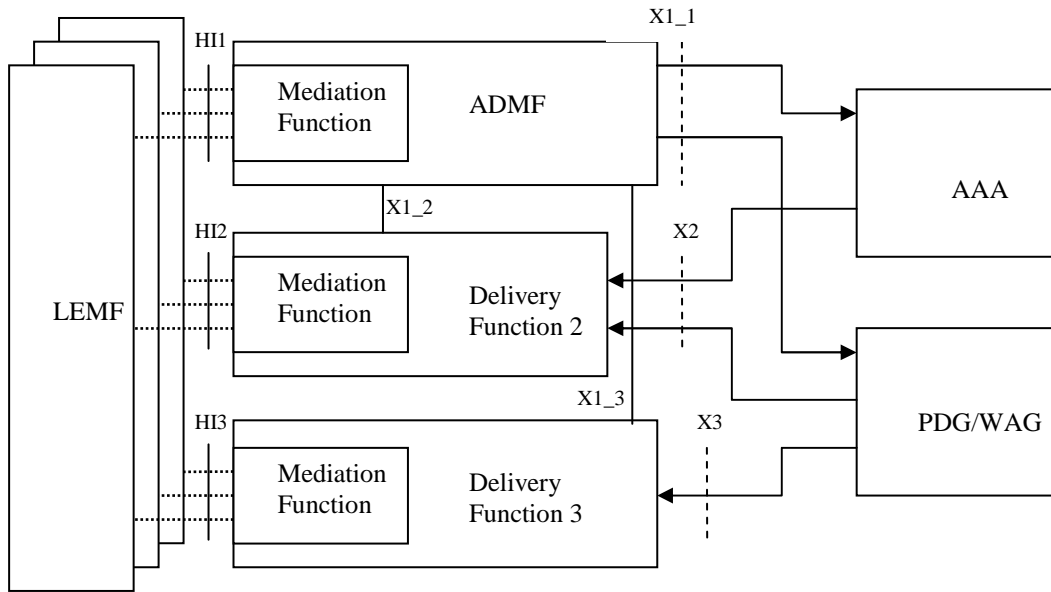 X1_1
HI1
Mediation
Function
ADMF
AAA
X1_2
HI2
X2
Mediation
Function
Delivery
Function 2
LEMF
X1_3
HI3
X3
PDG/WAG
Mediation
Function
Delivery
Function 3